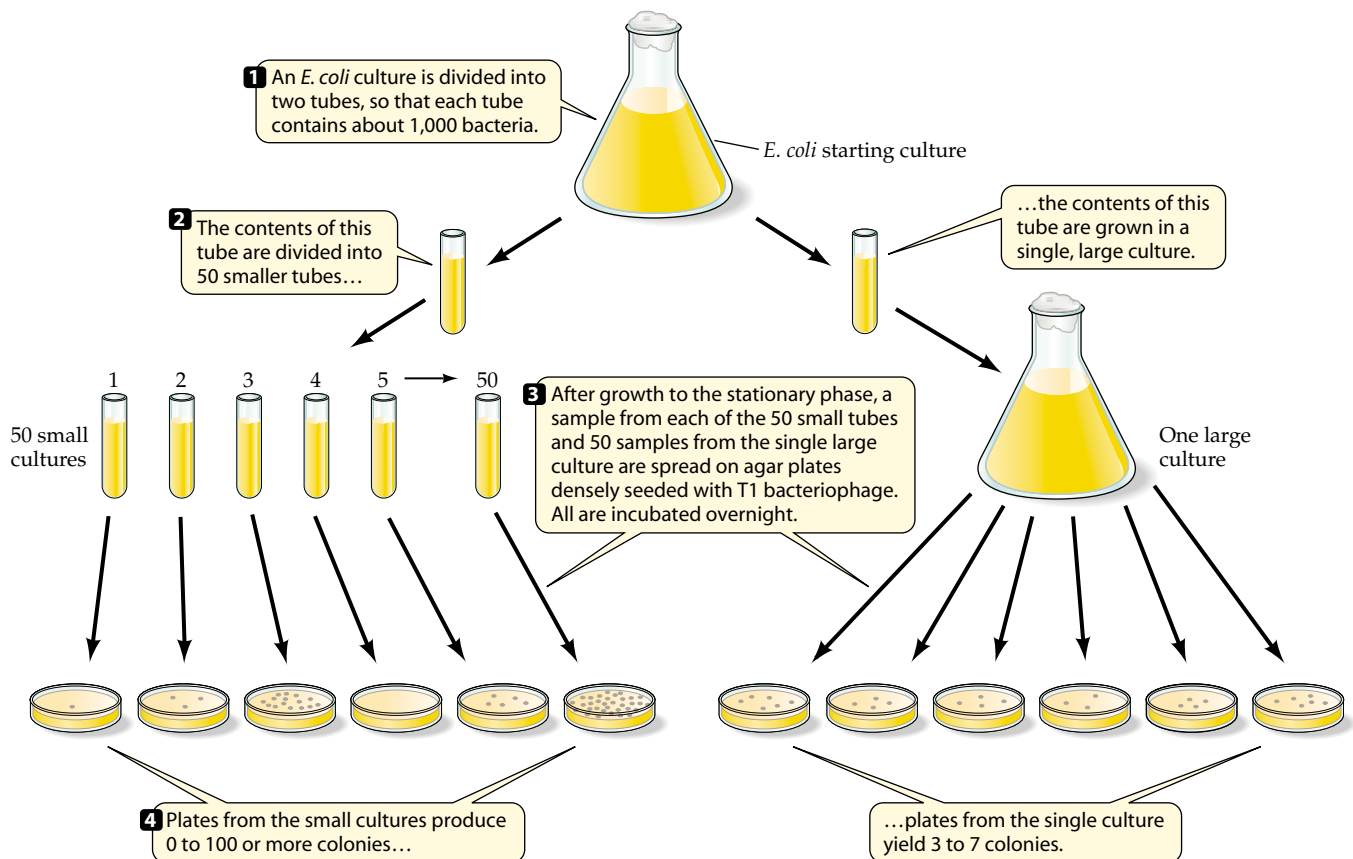 1 An E. coli culture is divided into
two tubes, so that each tube
contains about 1,000 bacteria.
E. coli starting culture
2 The contents of this
tube are divided into
50 smaller tubes…
…the contents of this
tube are grown in a
single, large culture.
1 2 3 4 5 50
50 small
cultures
3 After growth to the stationary phase, a
sample from each of the 50 small tubes
and 50 samples from the single large
culture are spread on agar plates
densely seeded with T1 bacteriophage.
All are incubated overnight.
One large
culture
4 Plates from the small cultures produce
0 to 100 or more colonies…
…plates from the single culture
yield 3 to 7 colonies.